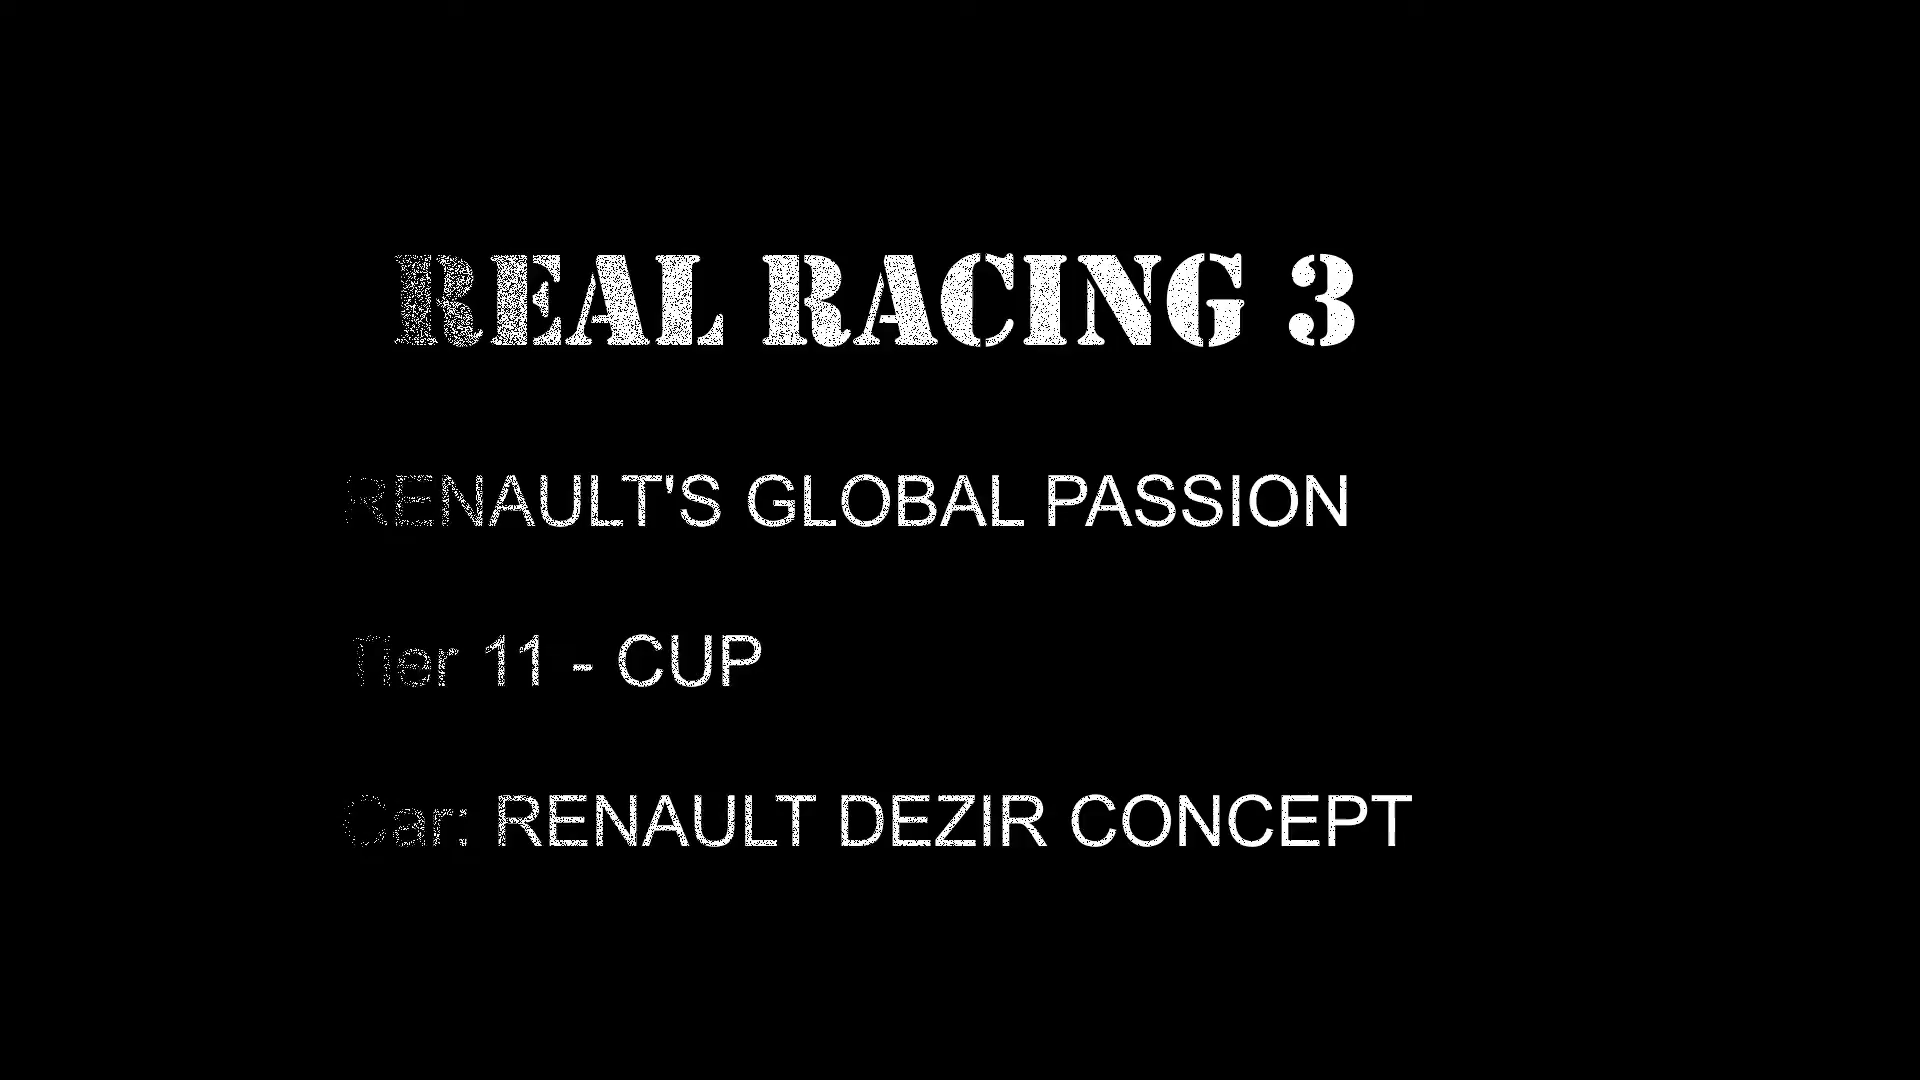 REAL RACING 3
RENAULT'S GLOBAL PASSION
Tier 11 - CUP
Car: RENAULT DEZIR CONCEPT